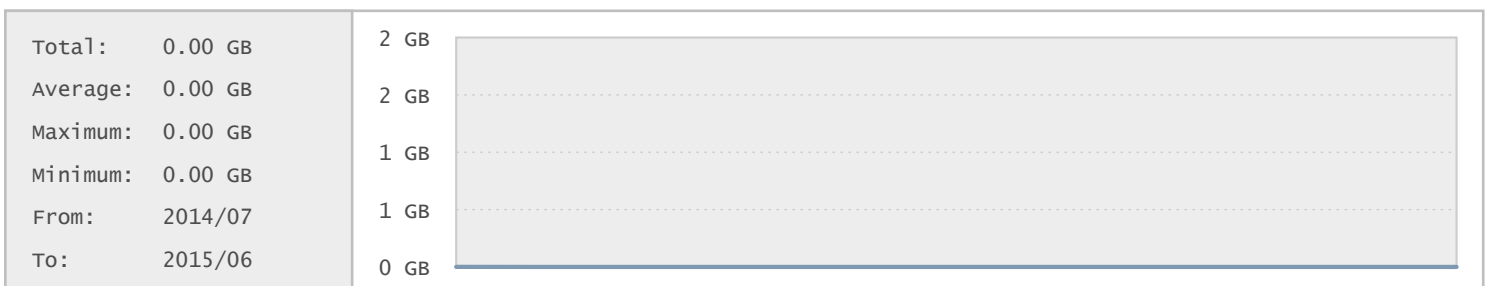 Total: 0.00 GB
Average: 0.00 GB
Maximum: 0.00 GB
Minimum: 0.00 GB
From: 2014/07
To: 2015/06
2 GB
2 GB
1 GB
1 GB
0 GB